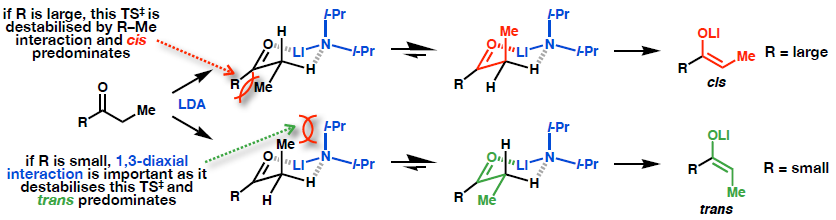 if R is large, this TS‡ is
destabilised by R–Me
interaction and cis
predominates
O
R
Me
LDA
if R is small, 1,3-diaxial
interaction is important as it
destabilises this TS‡ and
trans predominates
H
i-Pr
O
H
Li
N
i-Pr
R
Me
H
i-Pr
Me
O
Li
N
i-Pr
R
H
H
Me
i-Pr
O
Li
N
i-Pr
R
H
H
H
i-Pr
O
Li
N
i-Pr
R
Me
H
OLi
R
Me
cis
R = large
OLi
R
Me
trans
R = small